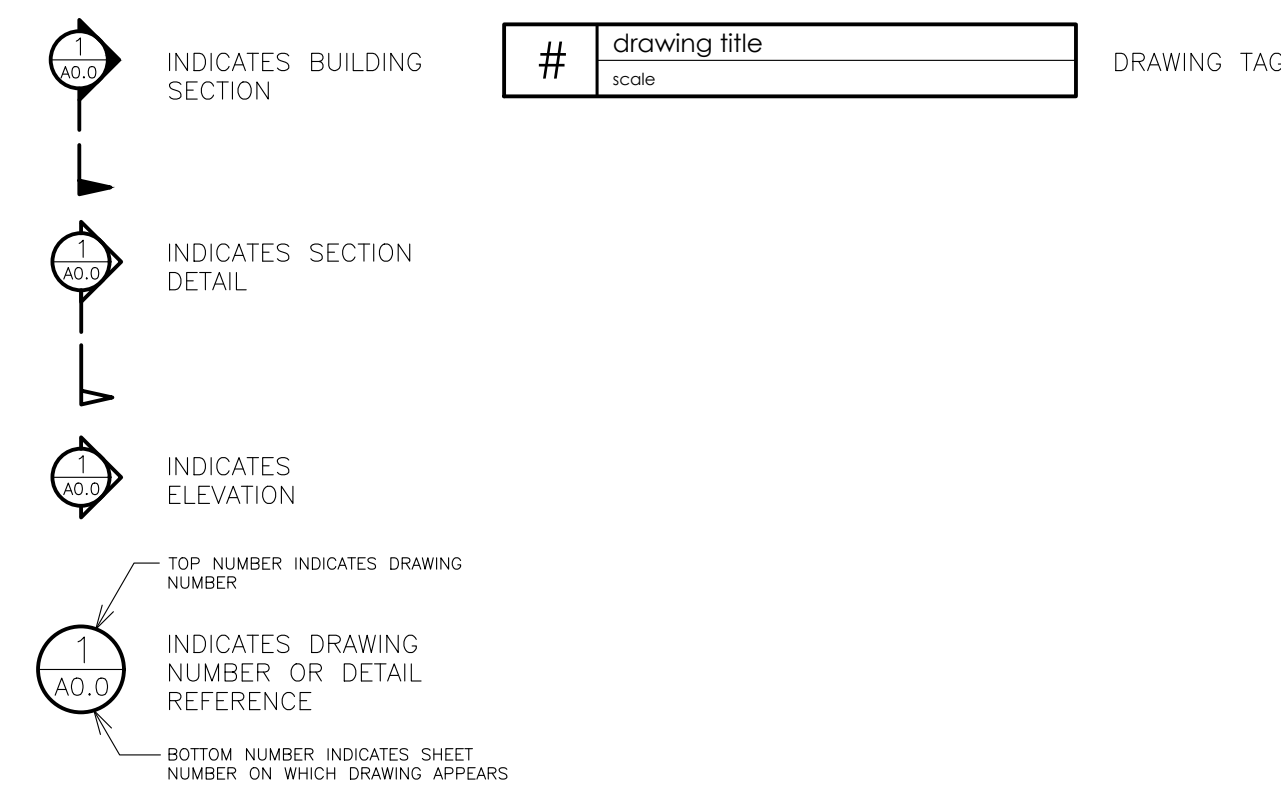 1
A0.0
INDICATES BUILDING
SECTION
#
drawing title
scale
DRAWING TAG
1
A0.0
INDICATES SECTION
DETAIL
1
A0.0
INDICATES
ELEVATION
TOP NUMBER INDICATES DRAWING
NUMBER
1
A0.0
INDICATES DRAWING
NUMBER OR DETAIL
REFERENCE
BOTTOM NUMBER INDICATES SHEET
NUMBER ON WHICH DRAWING APPEARS